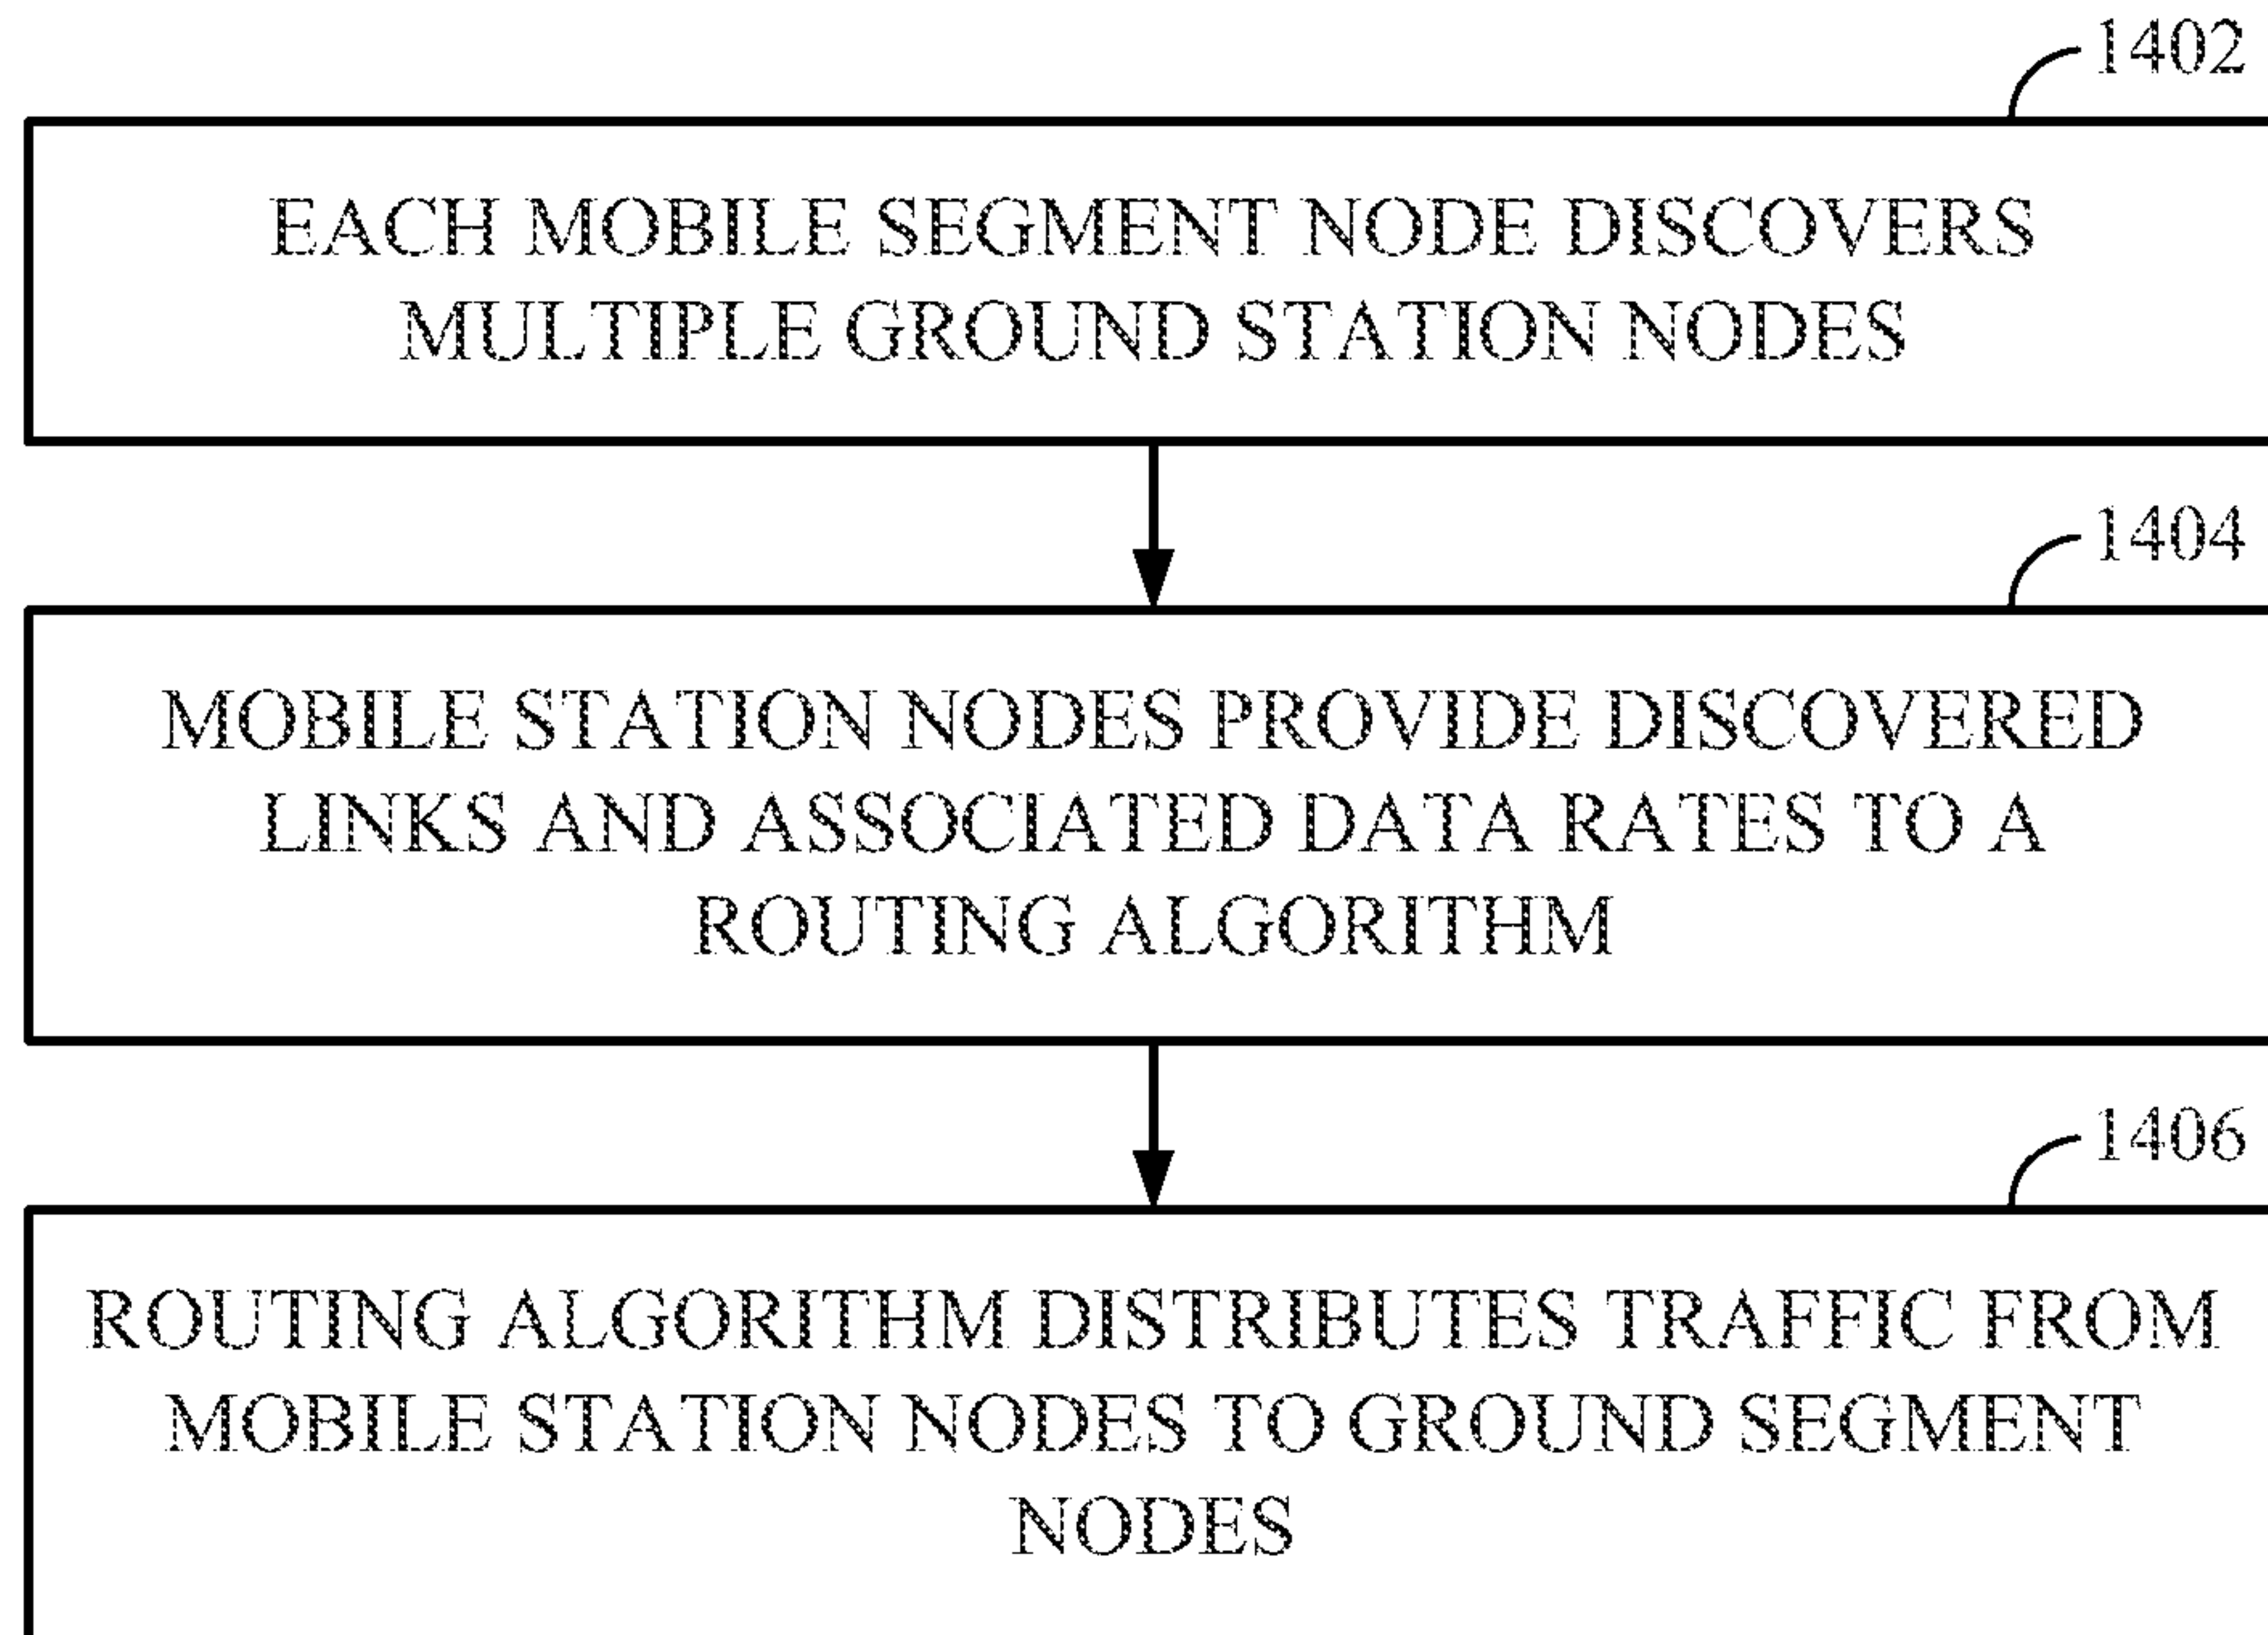 1402
EACH MOBILE SEGMENT NODE DISCOVERS
MULTIPLE GROUND STATION NODES
1404
MOBILE STATION NODES PROVIDE DISCOVERED
LINKS AND ASSOCIATED DATA RATES TO A
ROUTING ALGORITHM
1406
ROUTING ALGORITHM DISTRIBUTES TRAFFIC FROM
MOBILE STATION NODES TO GROUND SEGMENT
NODES